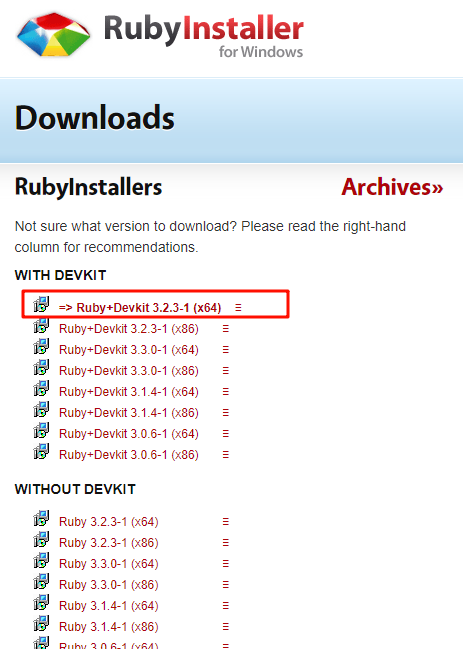 RubyInstaller
for Windows
Downloads
RubyInstallers Archives»
Not sure what version to download? Please read the right-hand
column for recommendations.
WITH DEVKIT
=> Ruby+Devkit 3.2.3-1 (x64) ≡
Ruby+Devkit 3.2.3-1 (x86) ≡
Ruby+Devkit 3.3.0-1 (x64) ≡
Ruby+Devkit 3.3.0-1 (x86) ≡
Ruby+Devkit 3.1.4-1 (x64) ≡
Ruby+Devkit 3.1.4-1 (x86) ≡
Ruby+Devkit 3.0.6-1 (x64) ≡
Ruby+Devkit 3.0.6-1 (x86) ≡
WITHOUT DEVKIT
Ruby 3.2.3-1 (x64) ≡
Ruby 3.2.3-1 (x86) ≡
Ruby 3.3.0-1 (x64) ≡
Ruby 3.3.0-1 (x86) ≡
Ruby 3.1.4-1 (x64) ≡
Ruby 3.1.4-1 (x86) ≡
Ruby 3.0.6-1 (x64) ≡